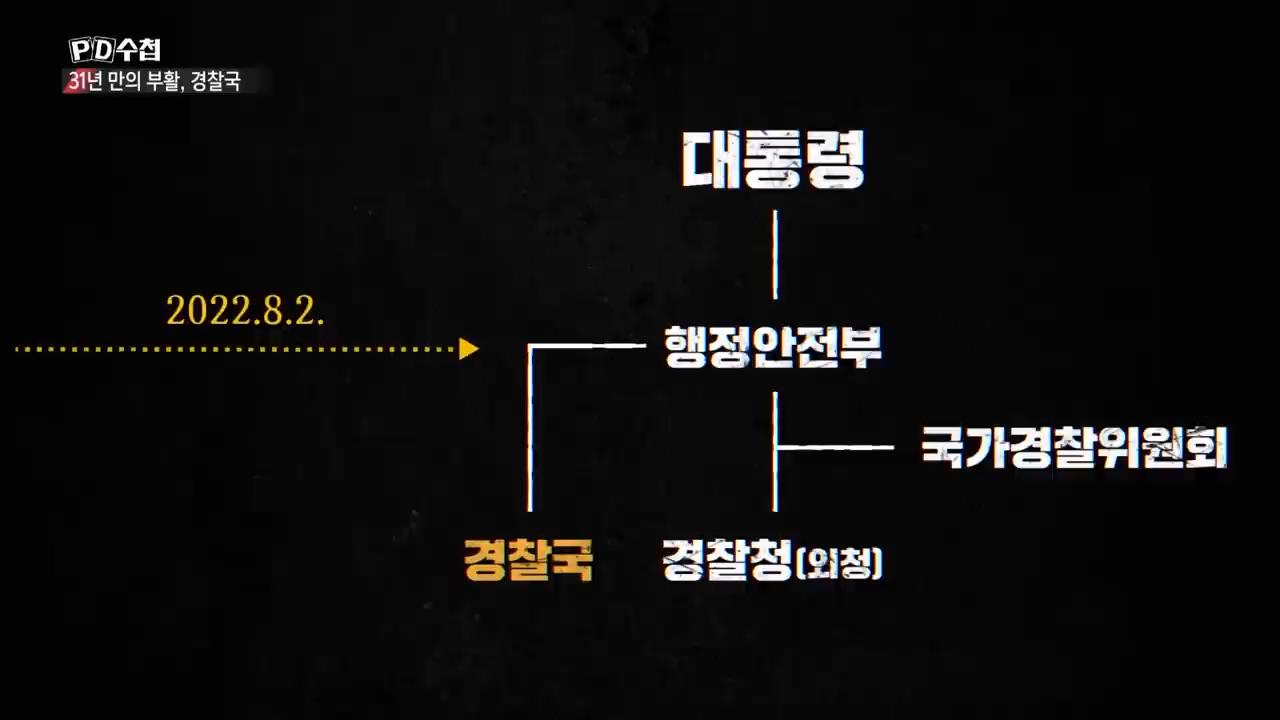 PD수첩
31년 만의 부활, 경찰국
대통령
2022.8.2.
행정안전부
국가경찰위원회
경찰국
경찰청(외청)